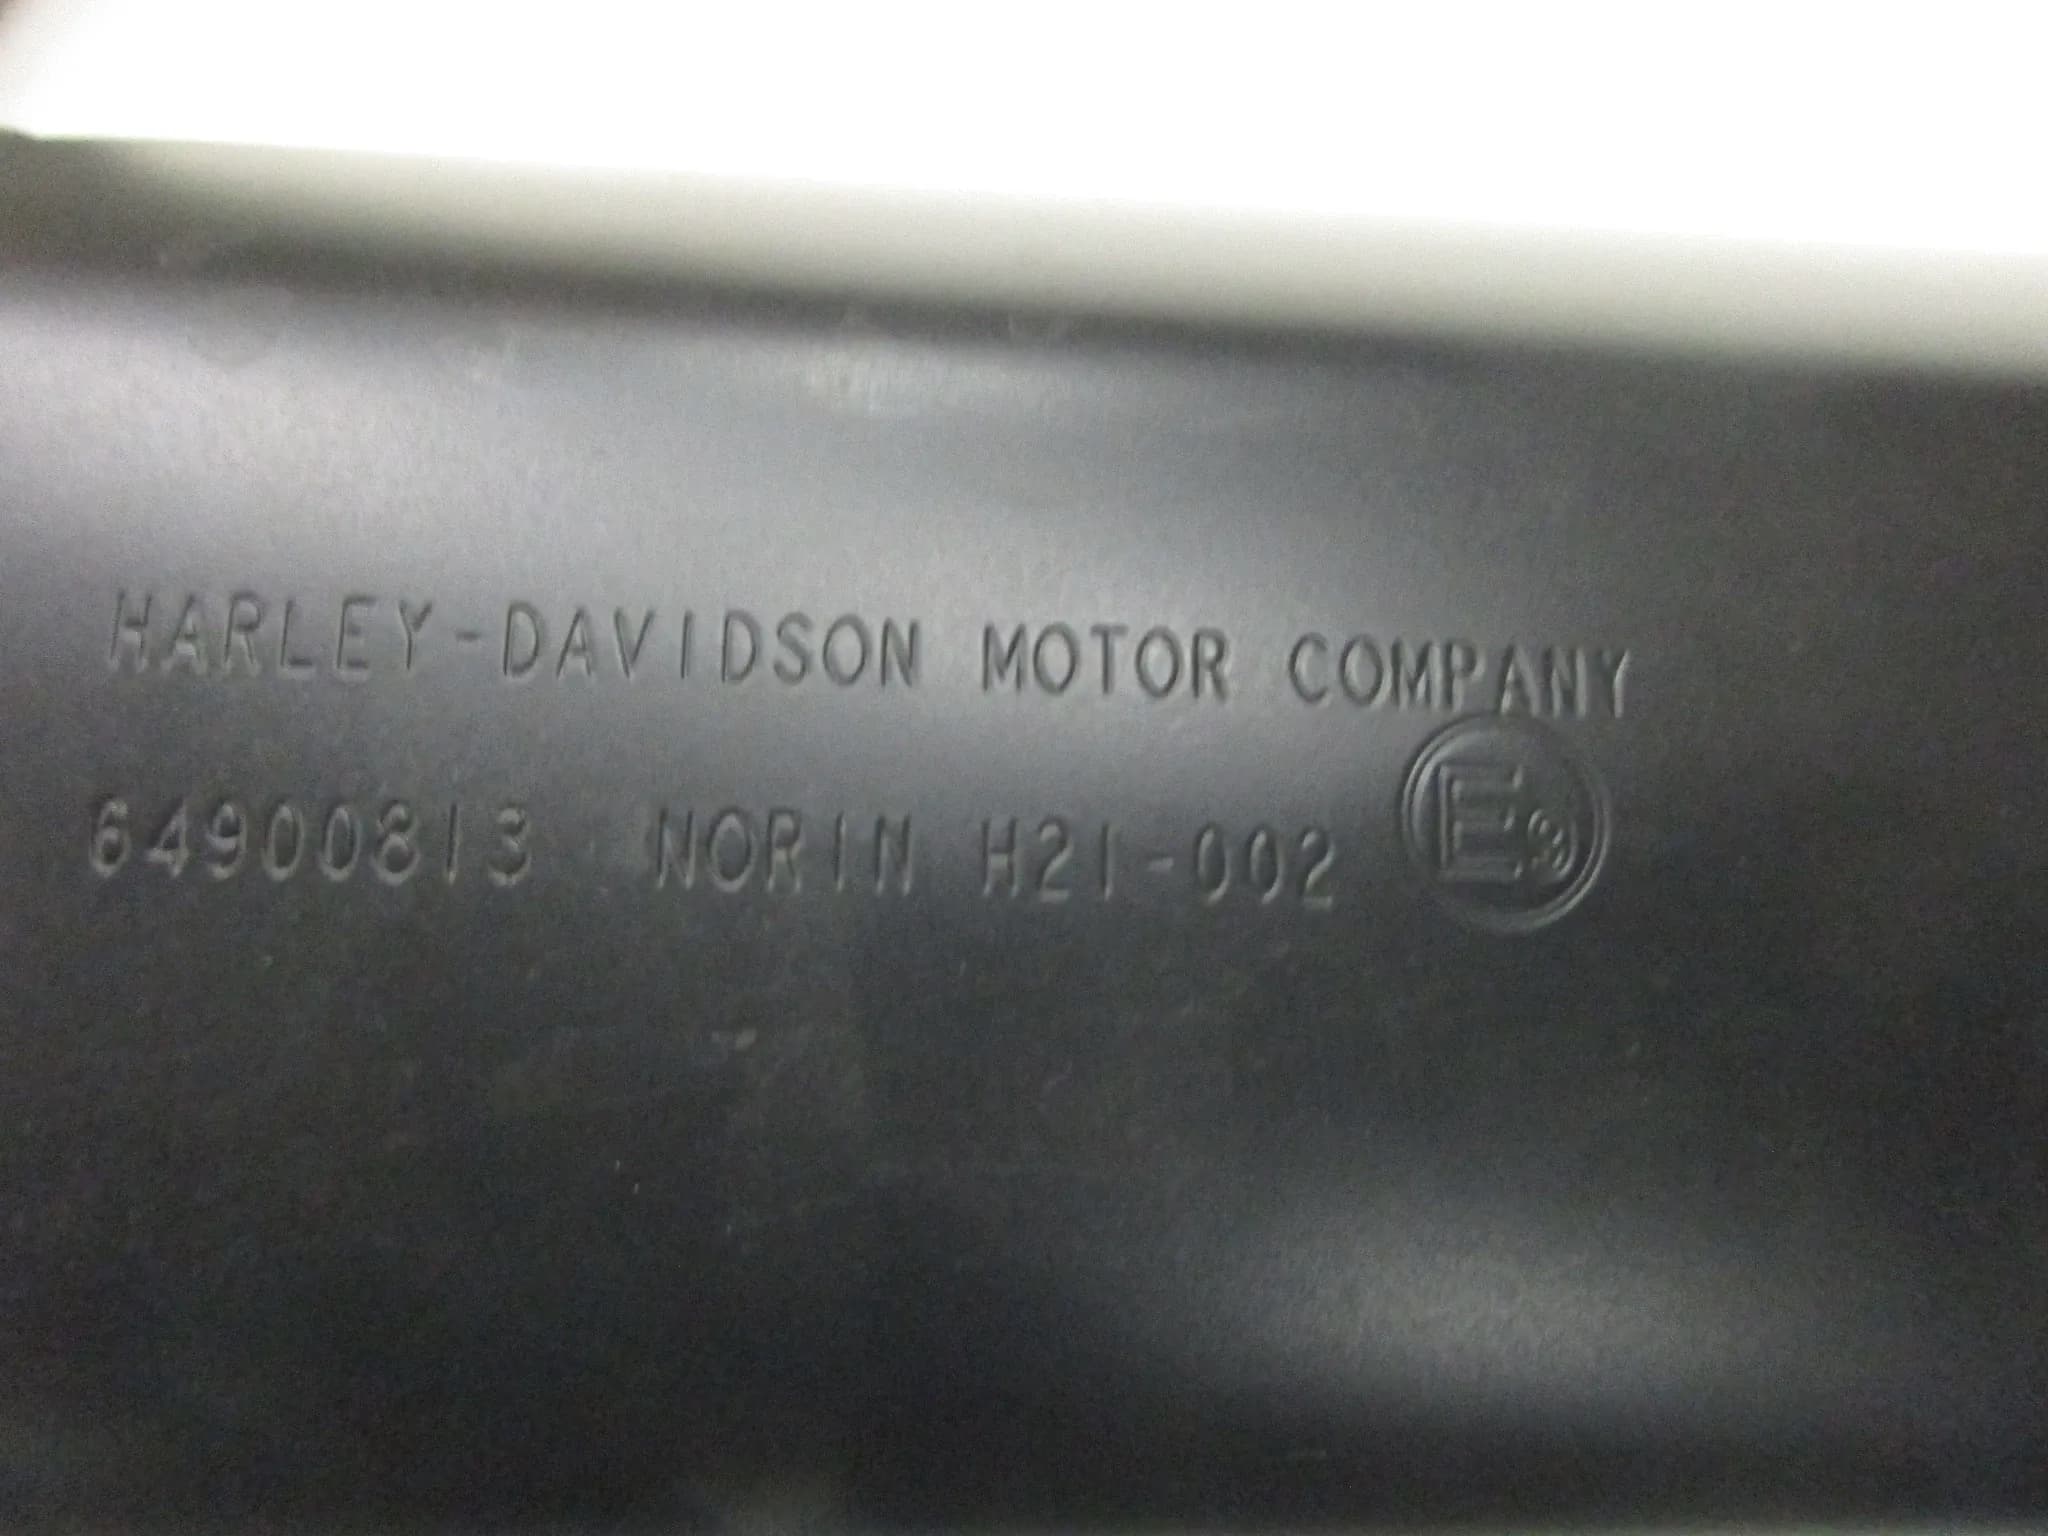 HARLEY-DAVIDSON MOTOR COMPANY
64900813 NORIN H21-002 E9